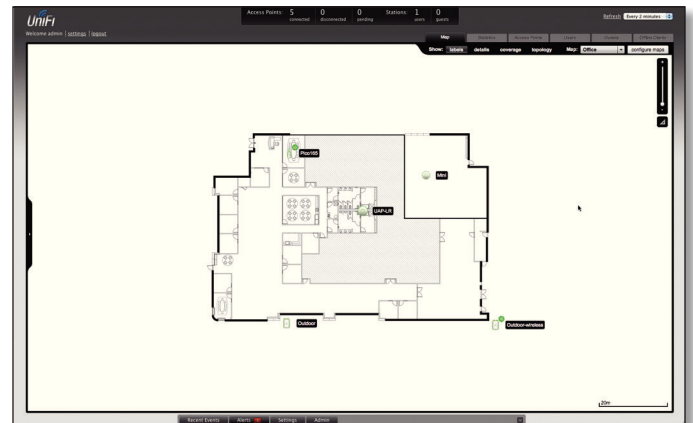 UniFi
Access Points: 5 connected 0 disconnected 0 pending Stations: 1 users 0 guests
Refresh Every 2 minutes
Welcome admin | settings | logout
Map Statistics Access Points Users Guests Offline Clients
Show: labels details coverage topology Map: Office configure maps
Pico165
Mini
UAP-LR
Outdoor
Outdoor-wireless
20m
Recent Events Alerts Settings Admin